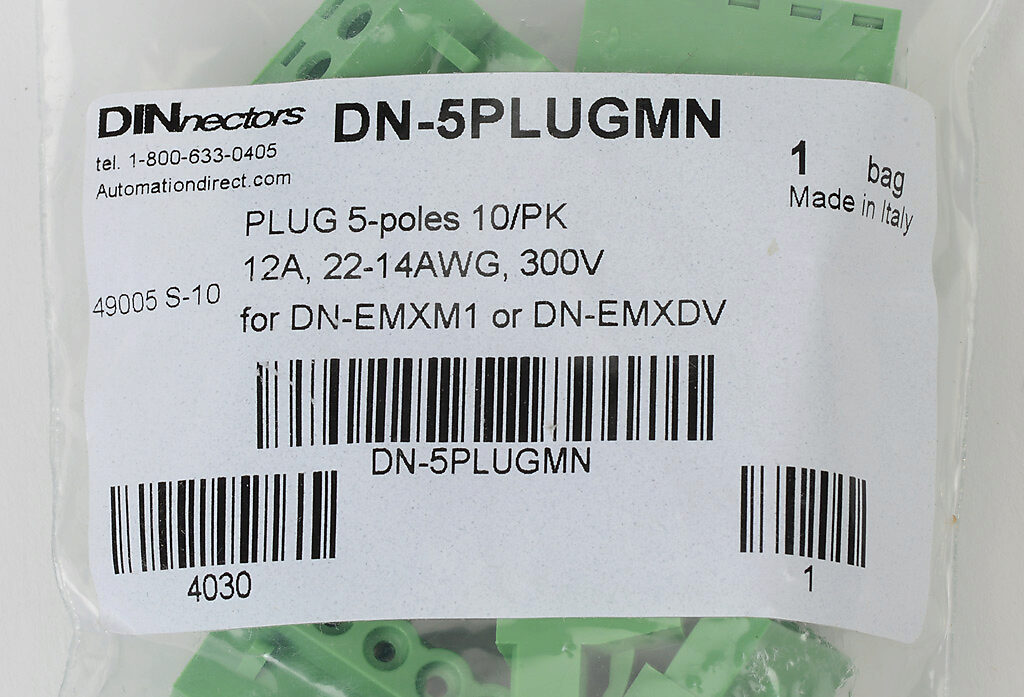 DINnectors
DN-5PLUGMN
tel. 1-800-633-0405
Automationdirect.com
1 bag
Made in Italy
PLUG 5-poles 10/PK
12A, 22-14AWG, 300V
49005 S-10
for DN-EMXM1 or DN-EMXDV
DN-5PLUGMN
4030
1